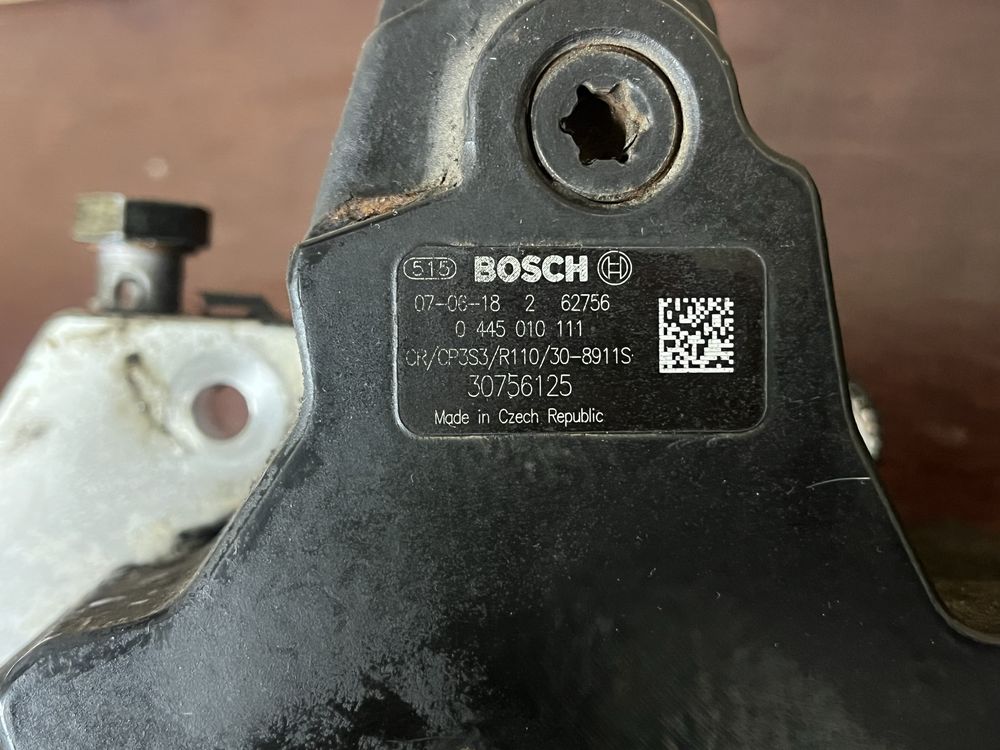 515 BOSCH
07-06-18 2 62756
0 445 010 111
CR/CP3S3/R110/30-8911S
30756125
Made in Czech Republic